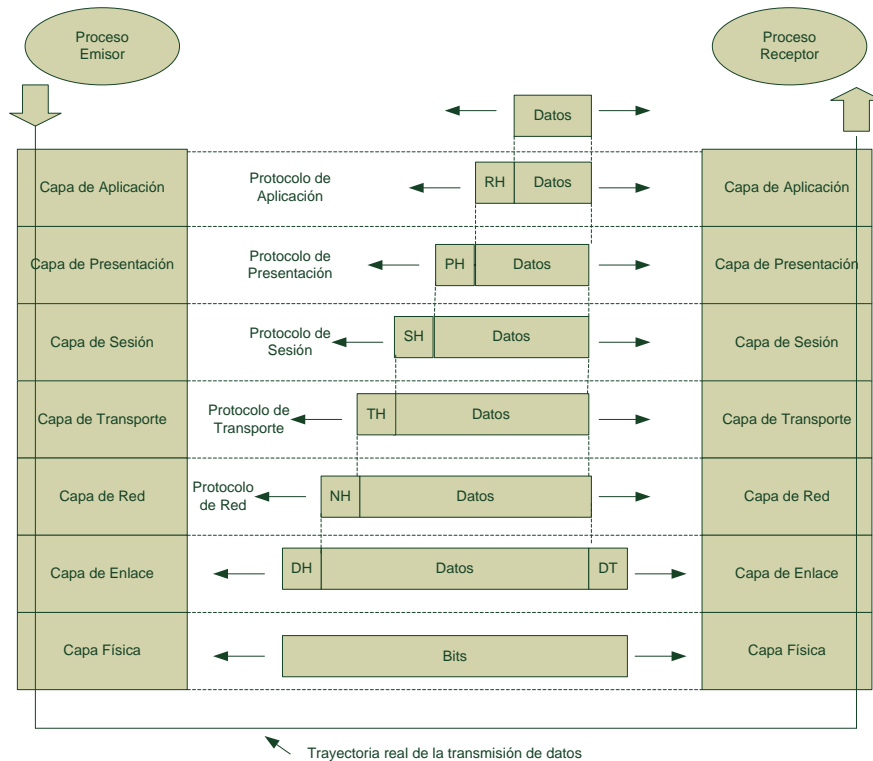 Proceso
Emisor
Proceso
Receptor
Datos
Capa de Aplicación
Protocolo de
Aplicación
RH
Datos
Capa de Aplicación
Capa de Presentación
Protocolo de
Presentación
PH
Datos
Capa de Presentación
Capa de Sesión
Protocolo de
Sesión
SH
Datos
Capa de Sesión
Capa de Transporte
Protocolo de
Transporte
TH
Datos
Capa de Transporte
Capa de Red
Protocolo
de Red
NH
Datos
Capa de Red
Capa de Enlace
DH
Datos
DT
Capa de Enlace
Capa Física
Bits
Capa Física
Trayectoria real de la transmisión de datos